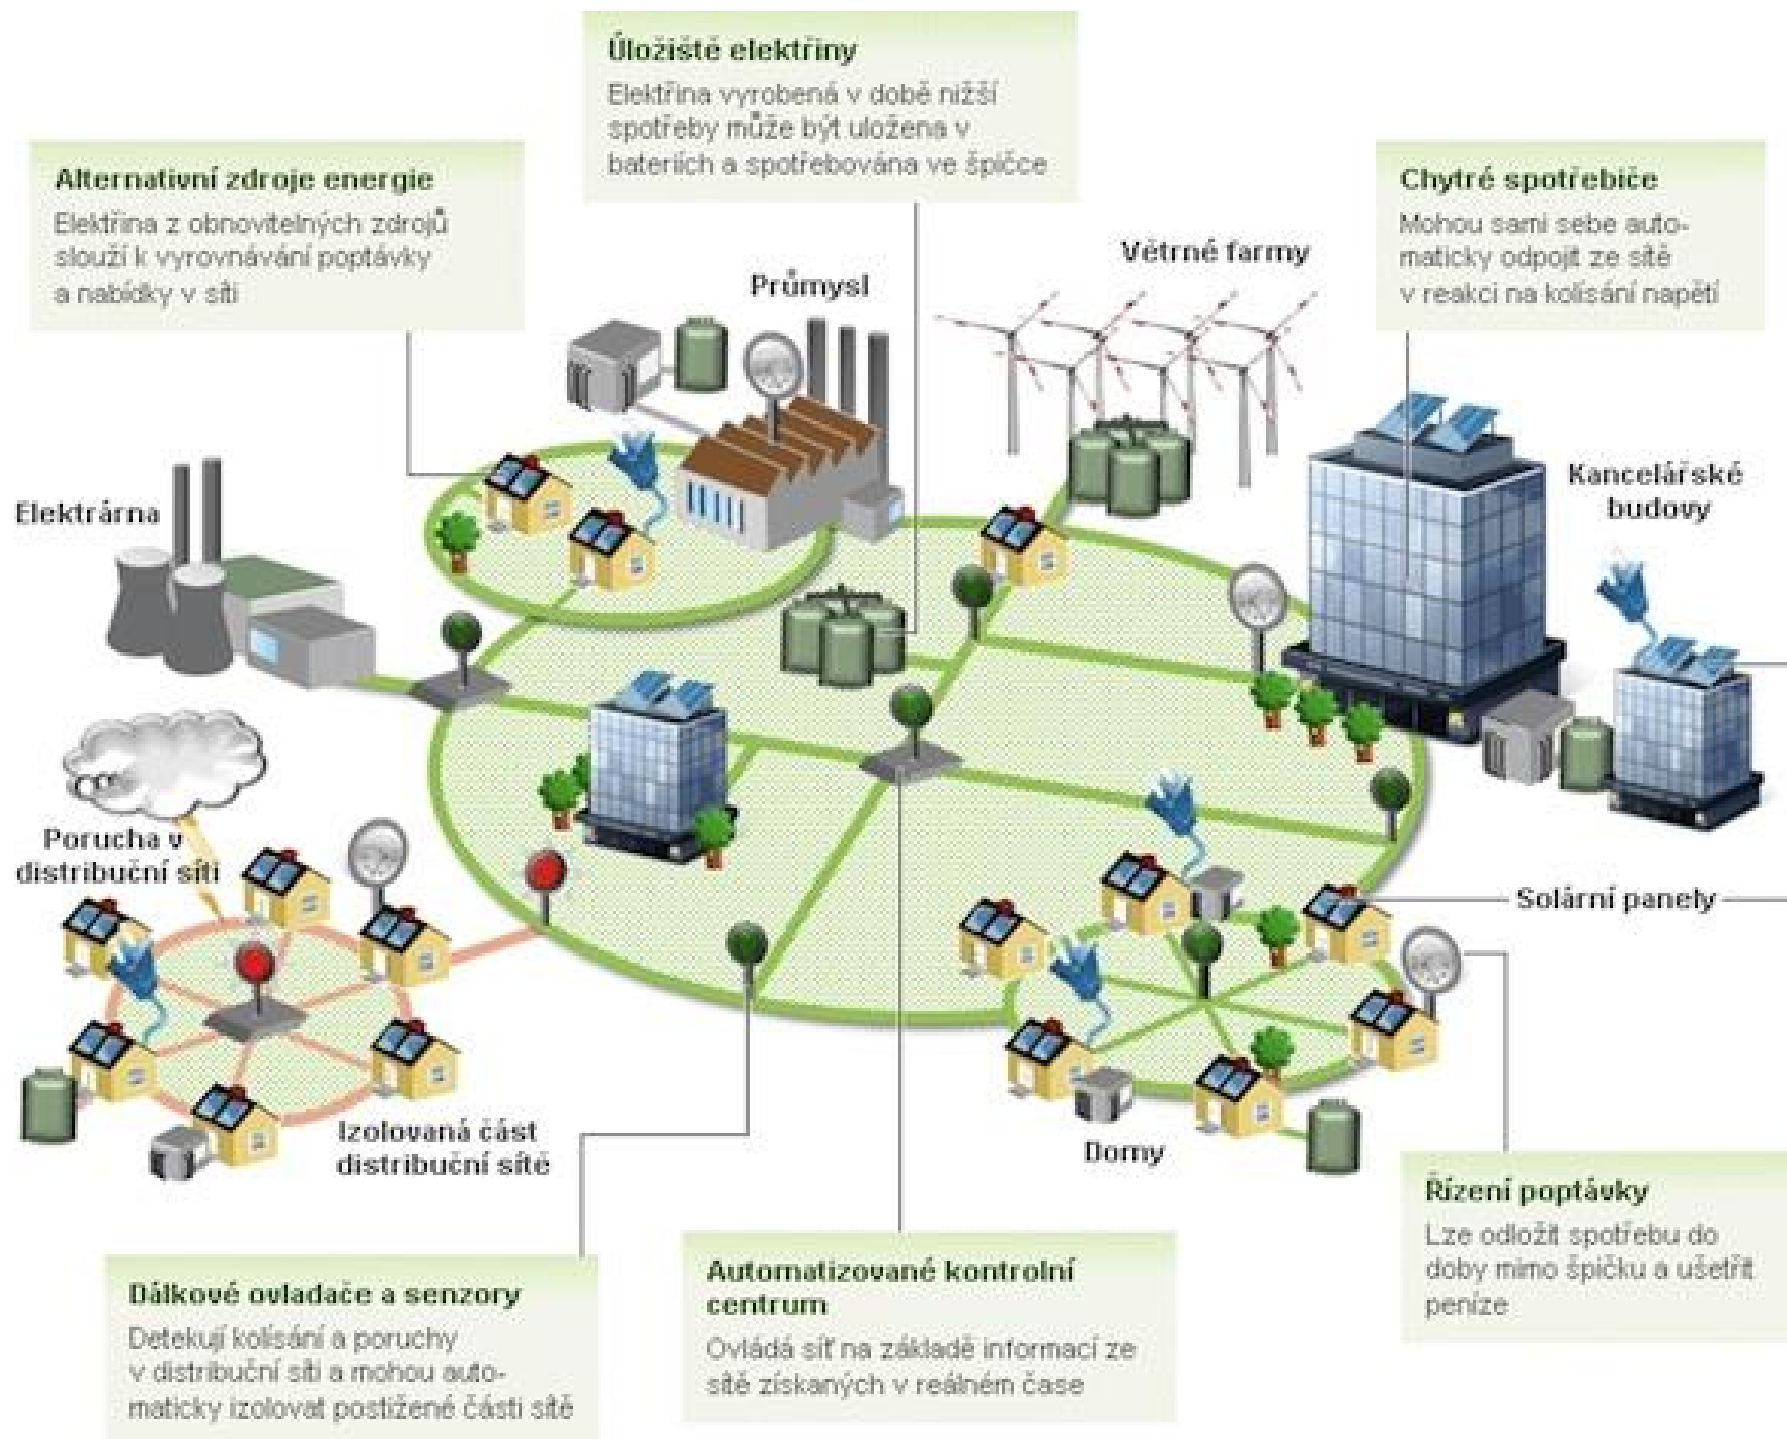 Úložiště elektřiny
Elektřina vyrobená v době nižší
spotřeby může být uložena v
bateriích a spotřebována ve špičce
Alternativní zdroje energie
Elektřina z obnovitelných zdrojů
slouží k vyrovnávání poptávky
a nabídky v síti
Chytré spotřebiče
Mohou sami sebe auto-
maticky odpojit ze sítě
v reakci na kolísání napětí
Větrné farmy
Průmysl
Kancelářské
budovy
Elektrárna
Porucha v
distribuční síti
Solární panely
Izolovaná část
distribuční sítě
Domy
Řízení poptávky
Lze odložit spotřebu do
doby mimo špičku a ušetřit
peníze
Automatizované kontrolní
centrum
Ovládá síť na základě informací ze
sítě získaných v reálném čase
Dálkové ovladače a senzory
Detekují kolísání a poruchy
v distribuční síti a mohou auto-
maticky izolovat postižené části sítě